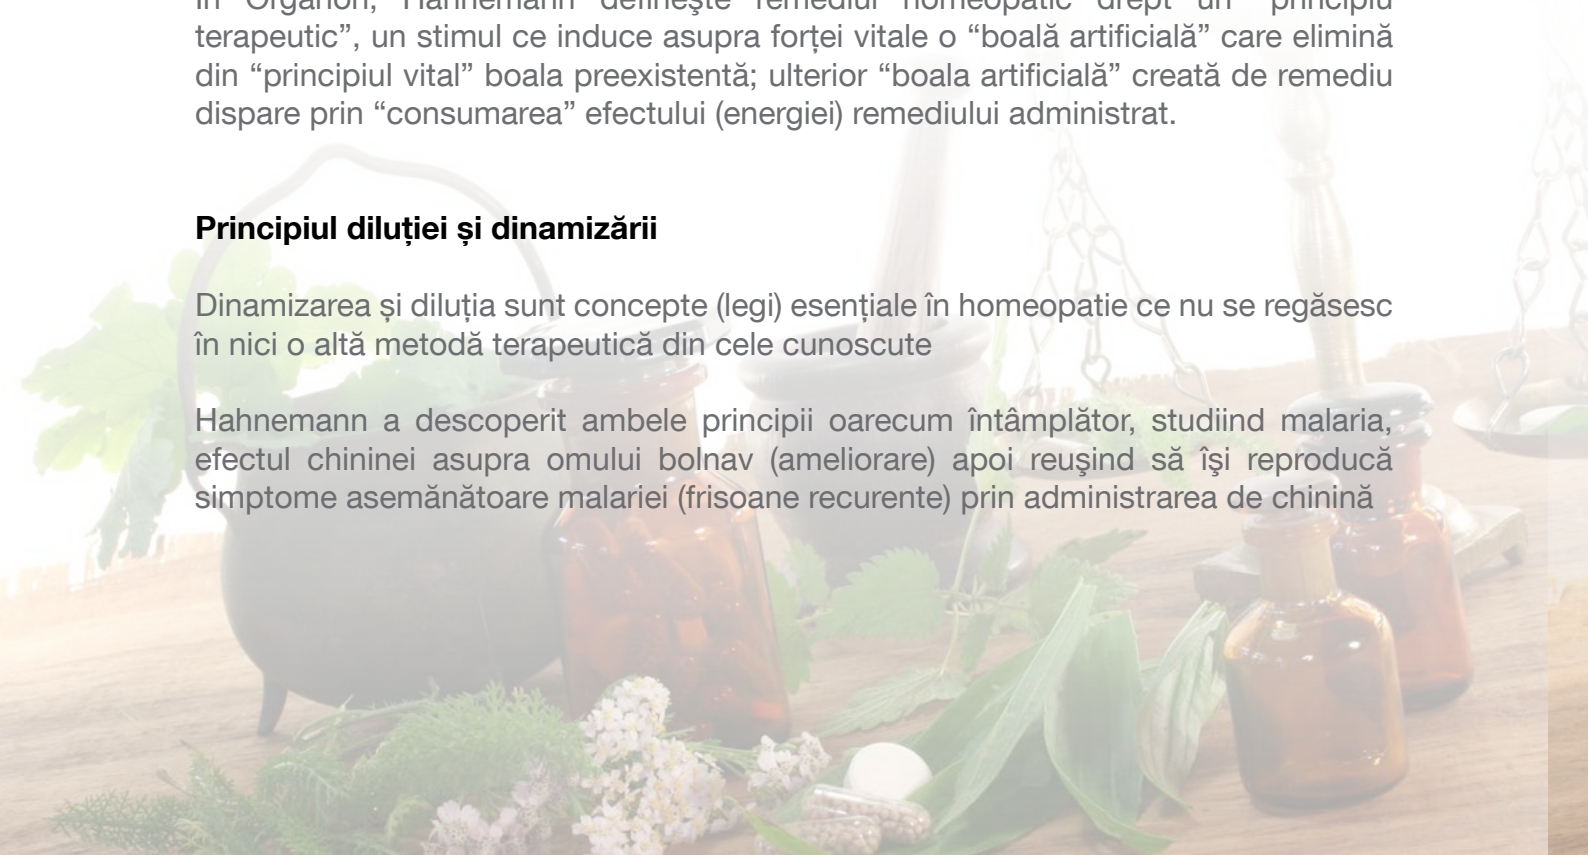 În Organon, Hahnemann defineşte remediul homeopatic drept un “principiu
terapeutic”, un stimul ce induce asupra forței vitale o “boală artificială” care elimină
din “principiul vital” boala preexistentă; ulterior “boala artificială” creată de remediu
dispare prin “consumarea” efectului (energiei) remediului administrat.
Principiul diluției și dinamizării
Dinamizarea și diluția sunt concepte (legi) esențiale în homeopatie ce nu se regăsesc
în nici o altă metodă terapeutică din cele cunoscute
Hahnemann a descoperit ambele principii oarecum întâmplător, studiind malaria,
efectul chininei asupra omului bolnav (ameliorare) apoi reuşind să îşi reproducă
simptome asemănătoare malariei (frisoane recurente) prin administrarea de chinină